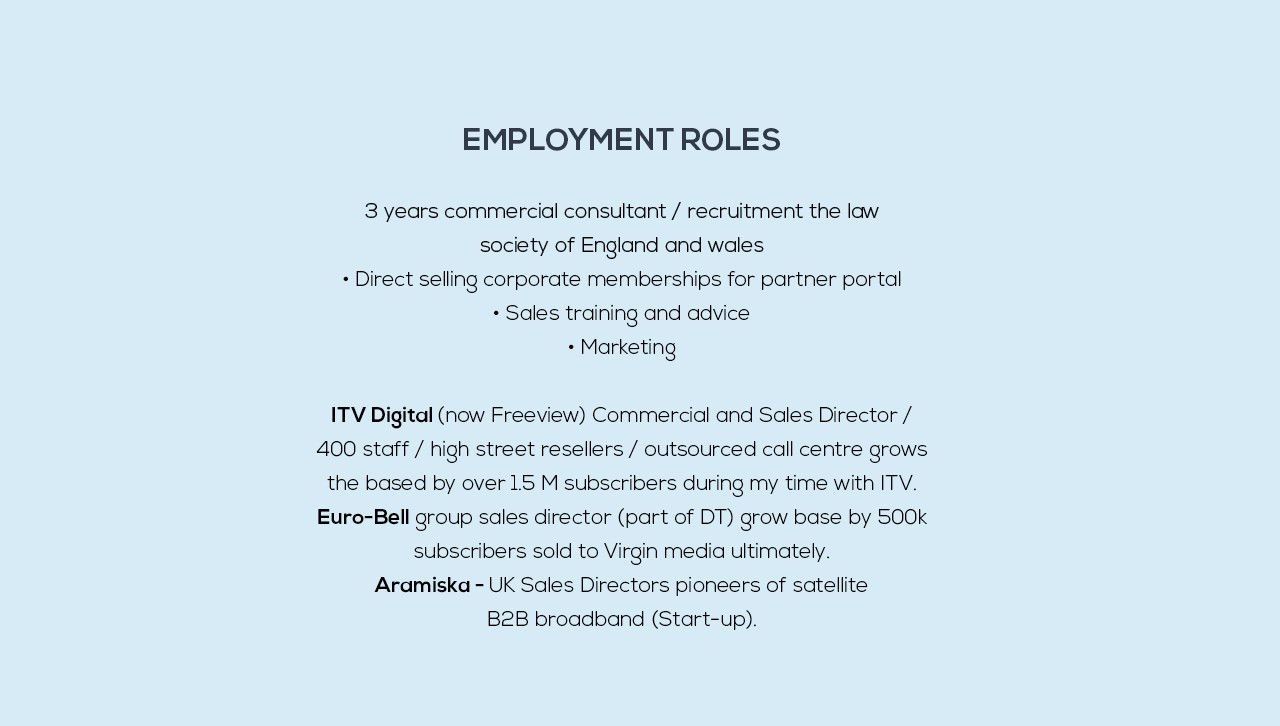 EMPLOYMENT ROLES
3 years commercial consultant / recruitment the law
society of England and wales
• Direct selling corporate memberships for partner portal
• Sales training and advice
• Marketing
ITV Digital (now Freeview) Commercial and Sales Director /
400 staff / high street resellers / outsourced call centre grows
the based by over 1.5 M subscribers during my time with ITV.
Euro-Bell group sales director (part of DT) grow base by 500k
subscribers sold to Virgin media ultimately.
Aramiska - UK Sales Directors pioneers of satellite
B2B broadband (Start-up).